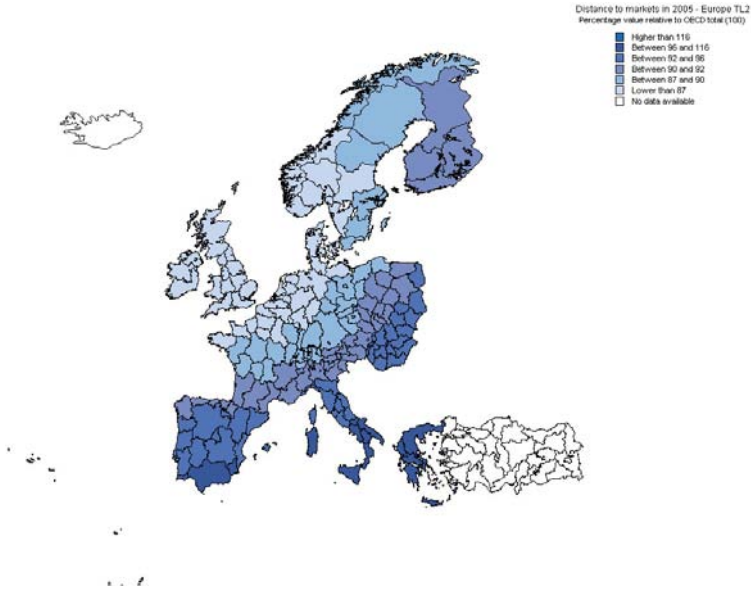 Distance to markets in 2005 - Europe TL2
Percentage value relative to OECD total (100)
Higher than 116
Between 96 and 116
Between 92 and 96
Between 90 and 92
Between 87 and 90
Lower than 87
No data available